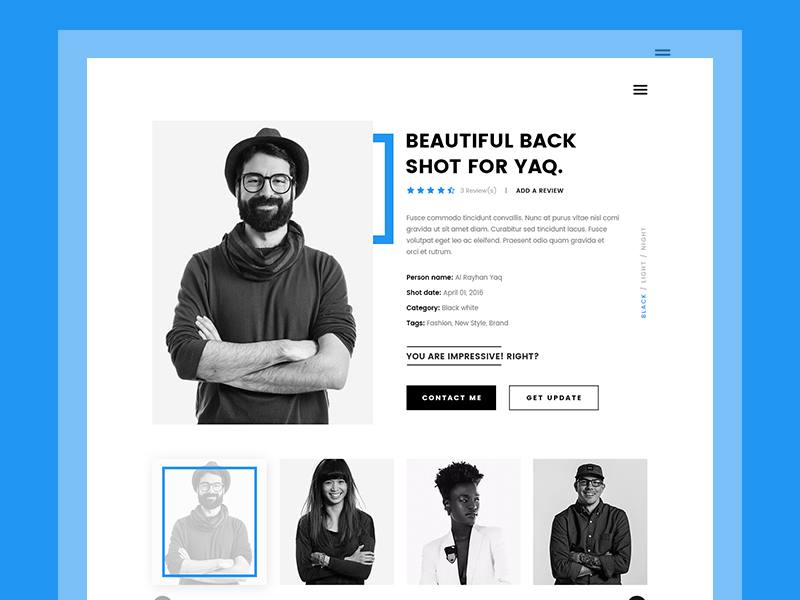 BEAUTIFUL BACK
SHOT FOR YAQ.
3 Review(s) | ADD A REVIEW
Fusce commodo tincidunt convallis. Nunc at purus vitae nisl comi
gravida ut sit amet diam. Curabitur sed tincidunt lacus. Fusce
volutpat eget leo ac eleifend. Praesent odio quam gravida et
orci et rutrum.
Person name: Al Rayhan Yaq
Shot date: April 01, 2016
Category: Black white
Tags: Fashion, New Style, Brand
BLACK / LIGHT / NIGHT
YOU ARE IMPRESSIVE! RIGHT?
CONTACT ME
GET UPDATE